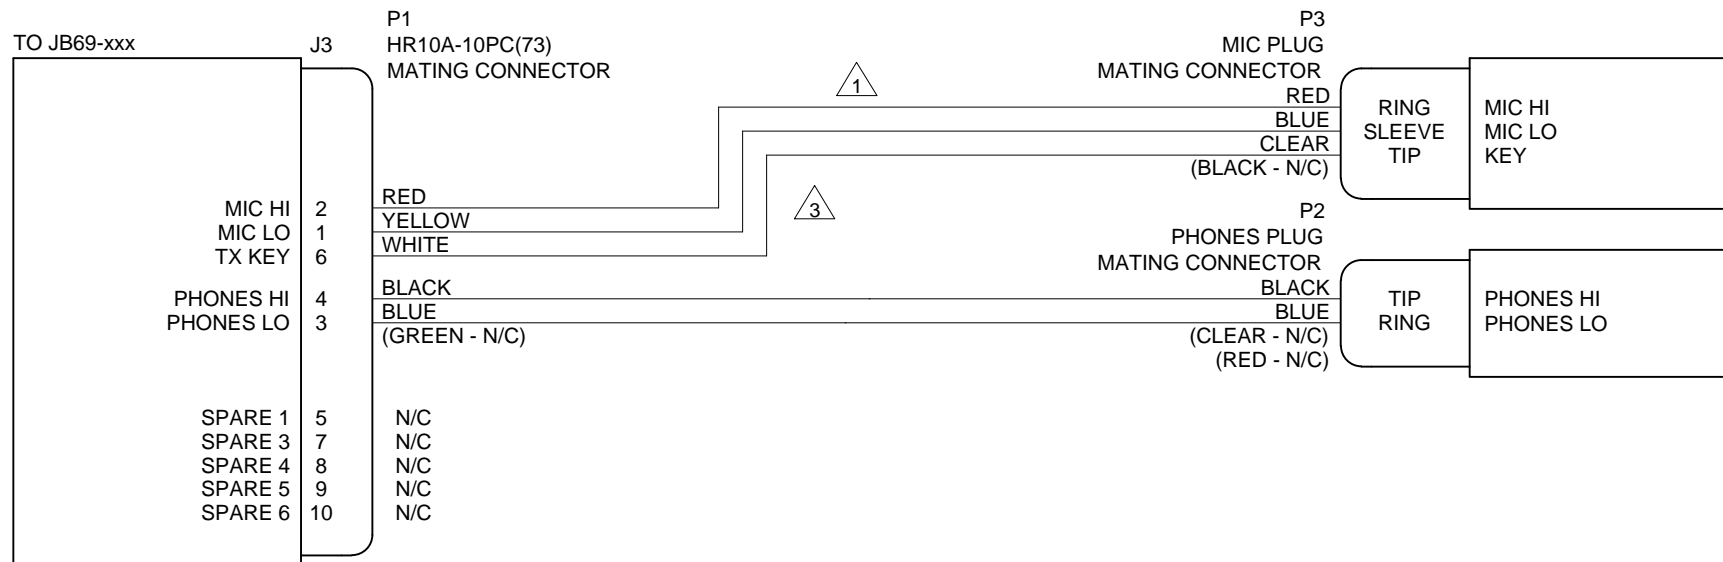 TO JB69-xxx
J3
P1
HR10A-10PC(73)
MATING CONNECTOR
1
P3
MIC PLUG
MATING CONNECTOR
RED
BLUE
CLEAR
(BLACK - N/C)
RING
SLEEVE
TIP
MIC HI
MIC LO
KEY
MIC HI 2 RED
MIC LO 1 YELLOW
TX KEY 6 WHITE
3
P2
PHONES PLUG
MATING CONNECTOR
PHONES HI 4 BLACK
PHONES LO 3 BLUE
(GREEN - N/C)
BLACK
BLUE
(CLEAR - N/C)
(RED - N/C)
TIP
RING
PHONES HI
PHONES LO
SPARE 1 5 N/C
SPARE 3 7 N/C
SPARE 4 8 N/C
SPARE 5 9 N/C
SPARE 6 10 N/C